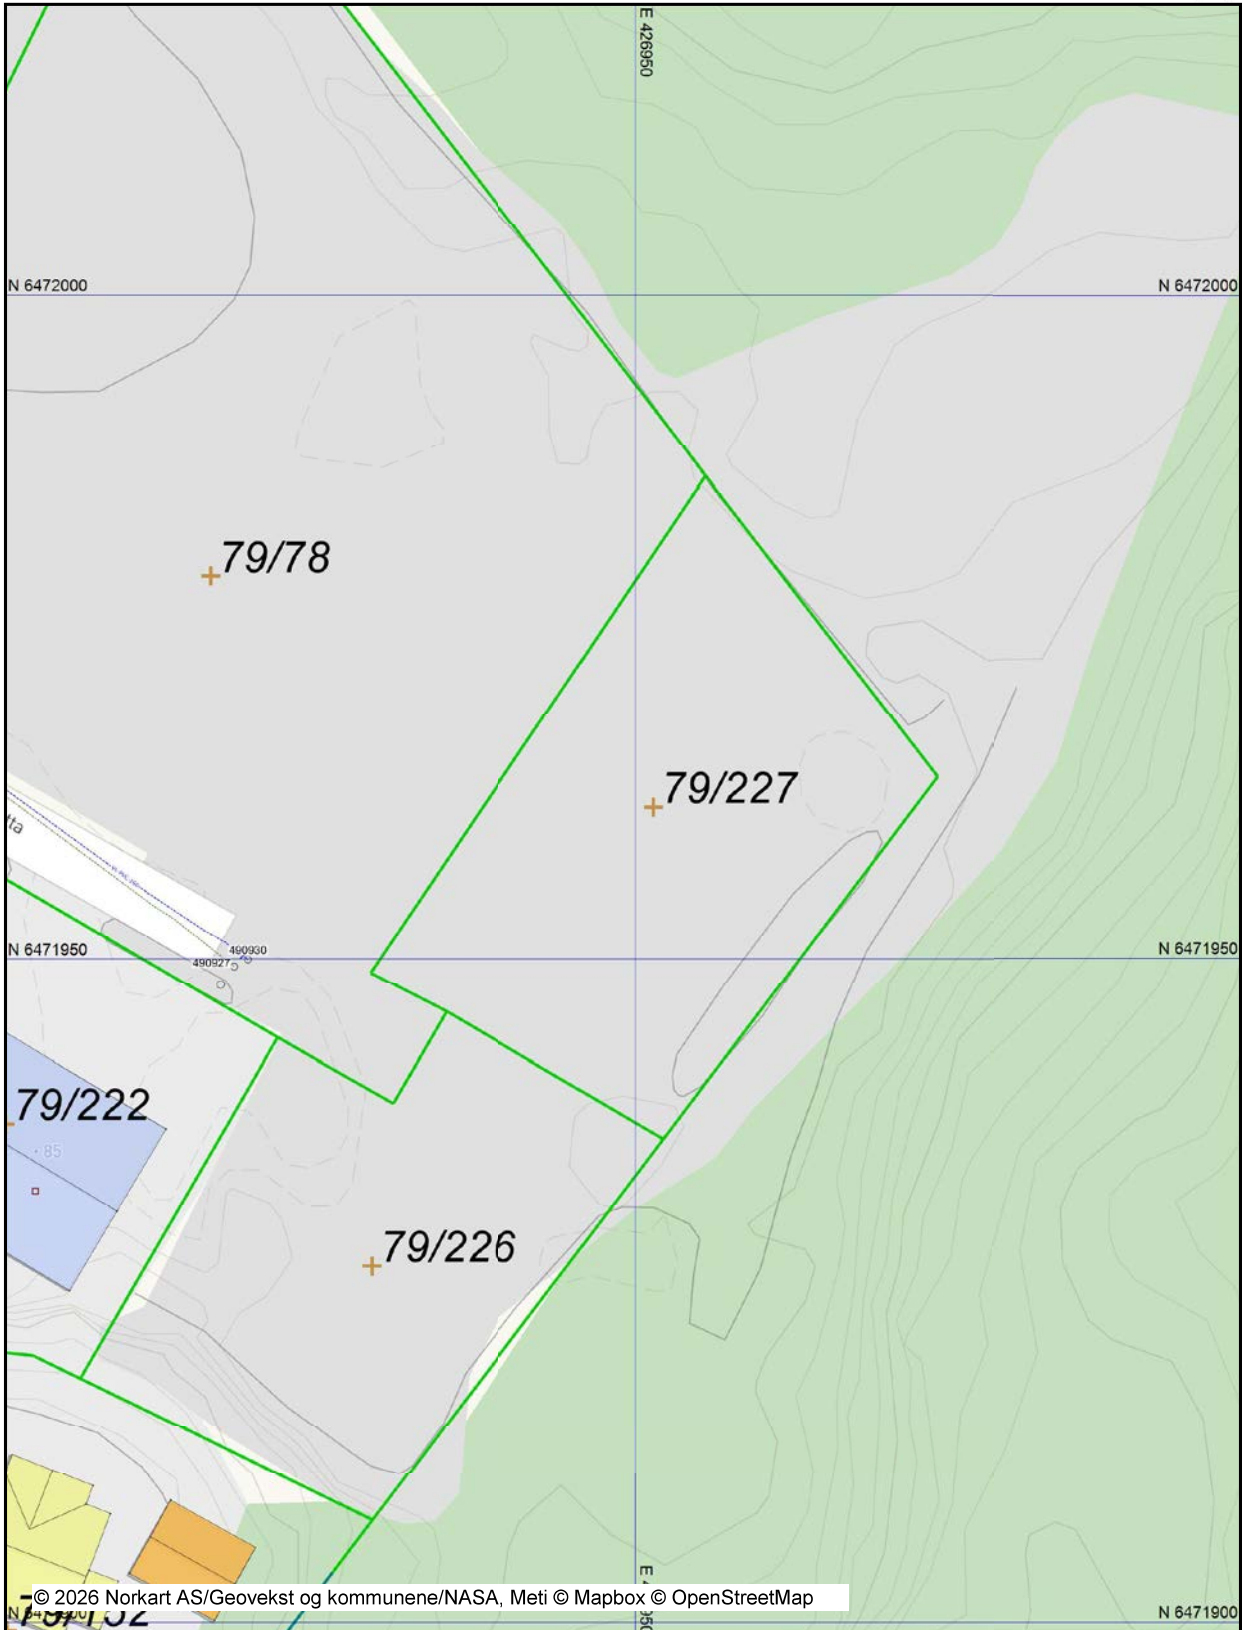 E 426950
N 6472000
N 6472000
79/78
79/227
tta
N 6471950
490930
490927
N 6471950
79/222
85
79/226
© 2026 Norkart AS/Geovekst og kommunene/NASA, Meti © Mapbox © OpenStreetMap
N 6471900